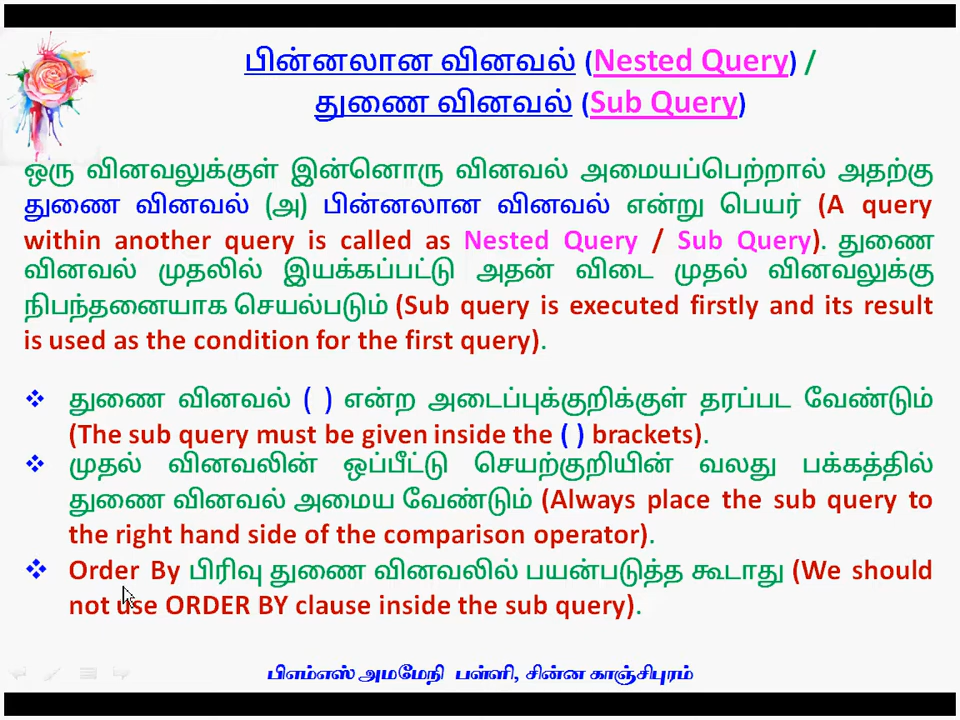 பின்னலான வினவல் (Nested Query) /
துணை வினவல் (Sub Query)
ஒரு வினவலுக்குள் இன்னொரு வினவல் அமையப்பெற்றால் அதற்கு
துணை வினவல் (அ) பின்னலான வினவல் என்று பெயர் (A query
within another query is called as Nested Query / Sub Query). துணை
வினவல் முதலில் இயக்கப்பட்டு அதன் விடை முதல் வினவலுக்கு
நிபந்தனையாக செயல்படும் (Sub query is executed firstly and its result
is used as the condition for the first query).
❖ துணை வினவல் ( ) என்ற அடைப்புக்குறிக்குள் தரப்பட வேண்டும்
(The sub query must be given inside the ( ) brackets).
❖ முதல் வினவலின் ஒப்பீட்டு செயற்குறியின் வலது பக்கத்தில்
துணை வினவல் அமைய வேண்டும் (Always place the sub query to
the right hand side of the comparison operator).
❖ Order By பிரிவு துணை வினவலில் பயன்படுத்த கூடாது (We should
not use ORDER BY clause inside the sub query).
பிஎம்எஸ் அமமேநி பள்ளி, சின்ன காஞ்சிபுரம்